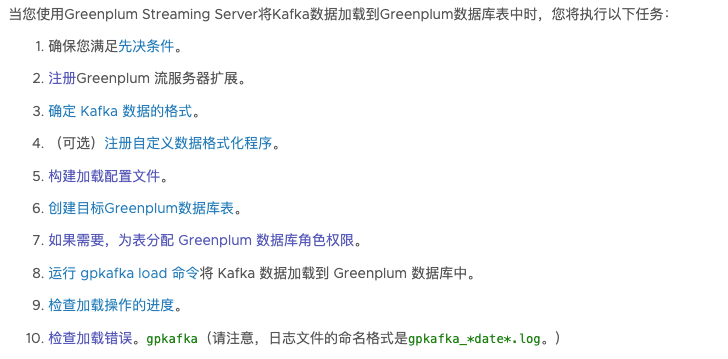 当您使用Greenplum Streaming Server将Kafka数据加载到Greenplum数据库表中时，您将执行以下任务：
1. 确保您满足先决条件。
2. 注册Greenplum 流服务器扩展。
3. 确定 Kafka 数据的格式。
4. （可选）注册自定义数据格式化程序。
5. 构建加载配置文件。
6. 创建目标Greenplum数据库表。
7. 如果需要，为表分配 Greenplum 数据库角色权限。
8. 运行 gpkafka load 命令将 Kafka 数据加载到 Greenplum 数据库中。
9. 检查加载操作的进度。
10. 检查加载错误。gpkafka（请注意，日志文件的命名格式是gpkafka_*date*.log。）